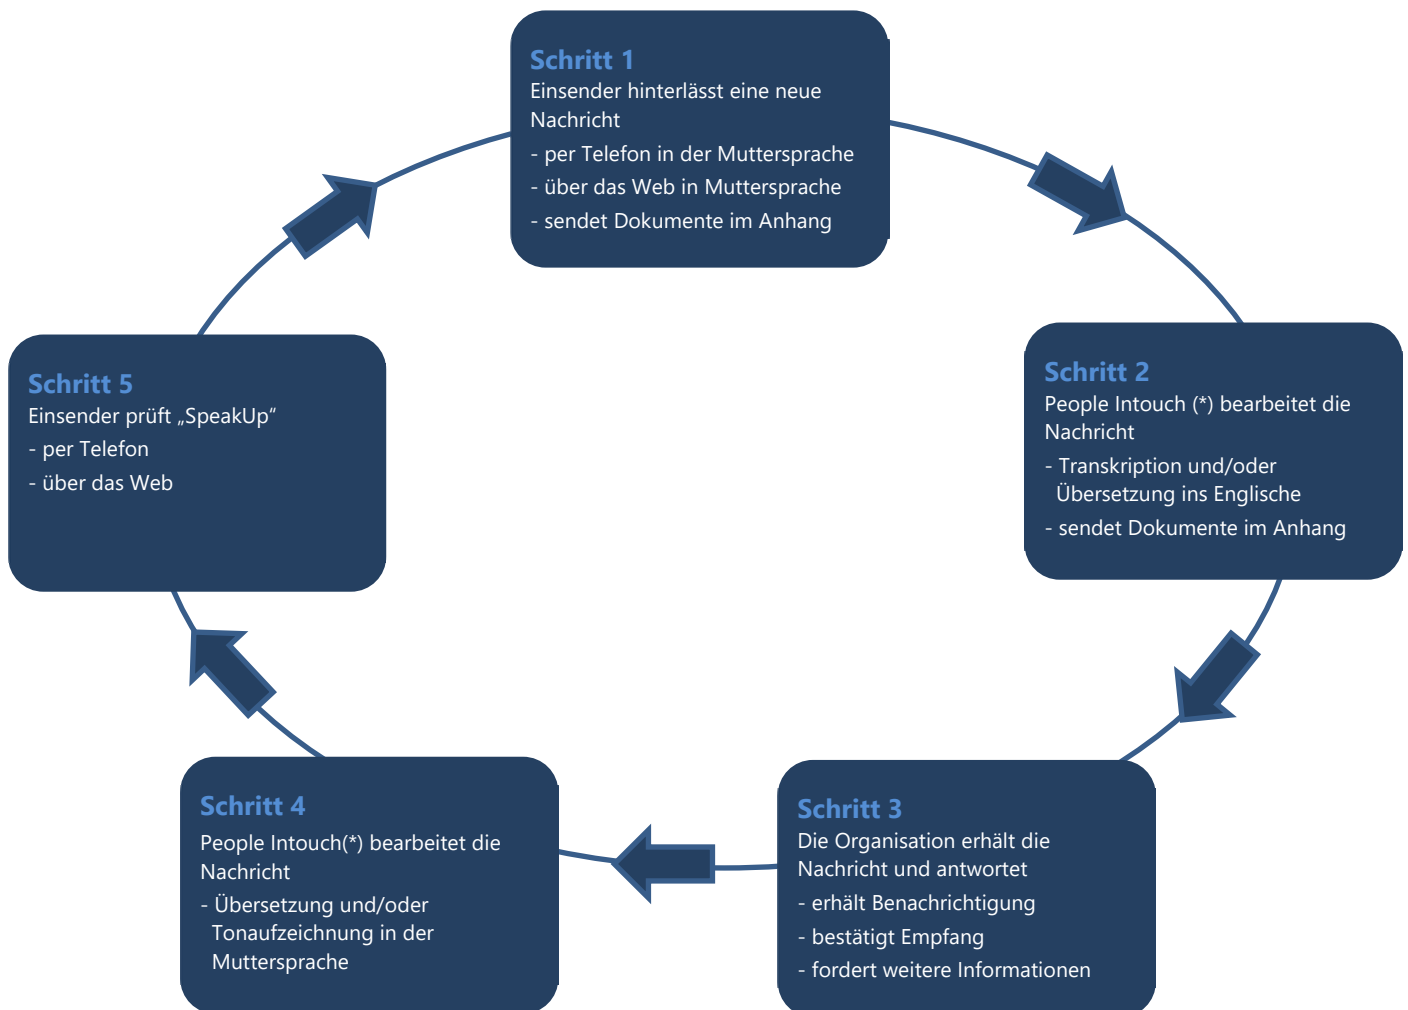 Schritt 1
Einsender hinterlässt eine neue
Nachricht
- per Telefon in der Muttersprache
- über das Web in Muttersprache
- sendet Dokumente im Anhang
Schritt 2
People Intouch (*) bearbeitet die
Nachricht
- Transkription und/oder
Übersetzung ins Englische
- sendet Dokumente im Anhang
Schritt 3
Die Organisation erhält die
Nachricht und antwortet
- erhält Benachrichtigung
- bestätigt Empfang
- fordert weitere Informationen
Schritt 4
People Intouch(*) bearbeitet die
Nachricht
- Übersetzung und/oder
Tonaufzeichnung in der
Muttersprache
Schritt 5
Einsender prüft „SpeakUp“
- per Telefon
- über das Web